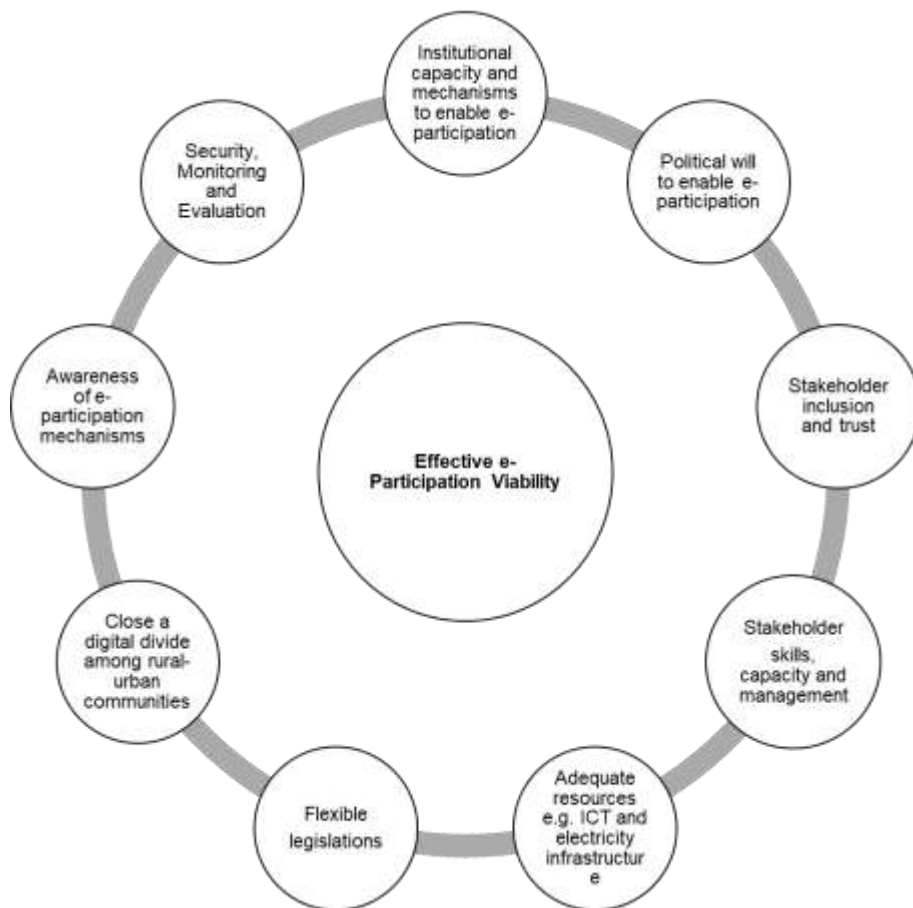 Institutional
capacity and
mechanisms
to enable e-
participation
Political will
to enable e-
participation
Stakeholder
inclusion
and trust
Stakeholder
skills,
capacity and
management
Adequate
resources
e.g. ICT and
electricity
infrastructur
e
Flexible
legislations
Close a
digital divide
among rural-
urban
communities
Awareness
of e-
participation
mechanisms
Security,
Monitoring
and
Evaluation
Effective e-
Participation Viability